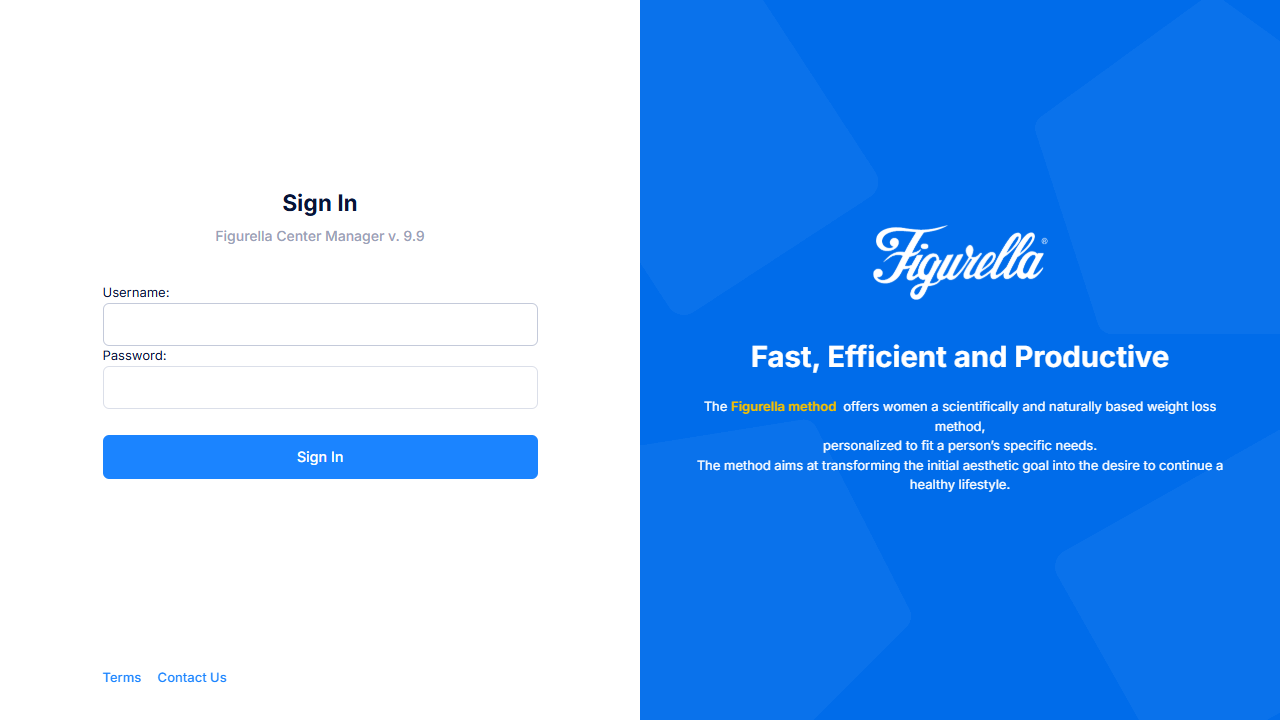 Sign In
Figurella Center Manager v. 9.9
Username:
Password:
Sign In
Terms
Contact Us
Figurella®
Fast, Efficient and Productive
The Figurella method offers women a scientifically and naturally based weight loss
method,
personalized to fit a person’s specific needs.
The method aims at transforming the initial aesthetic goal into the desire to continue a
healthy lifestyle.